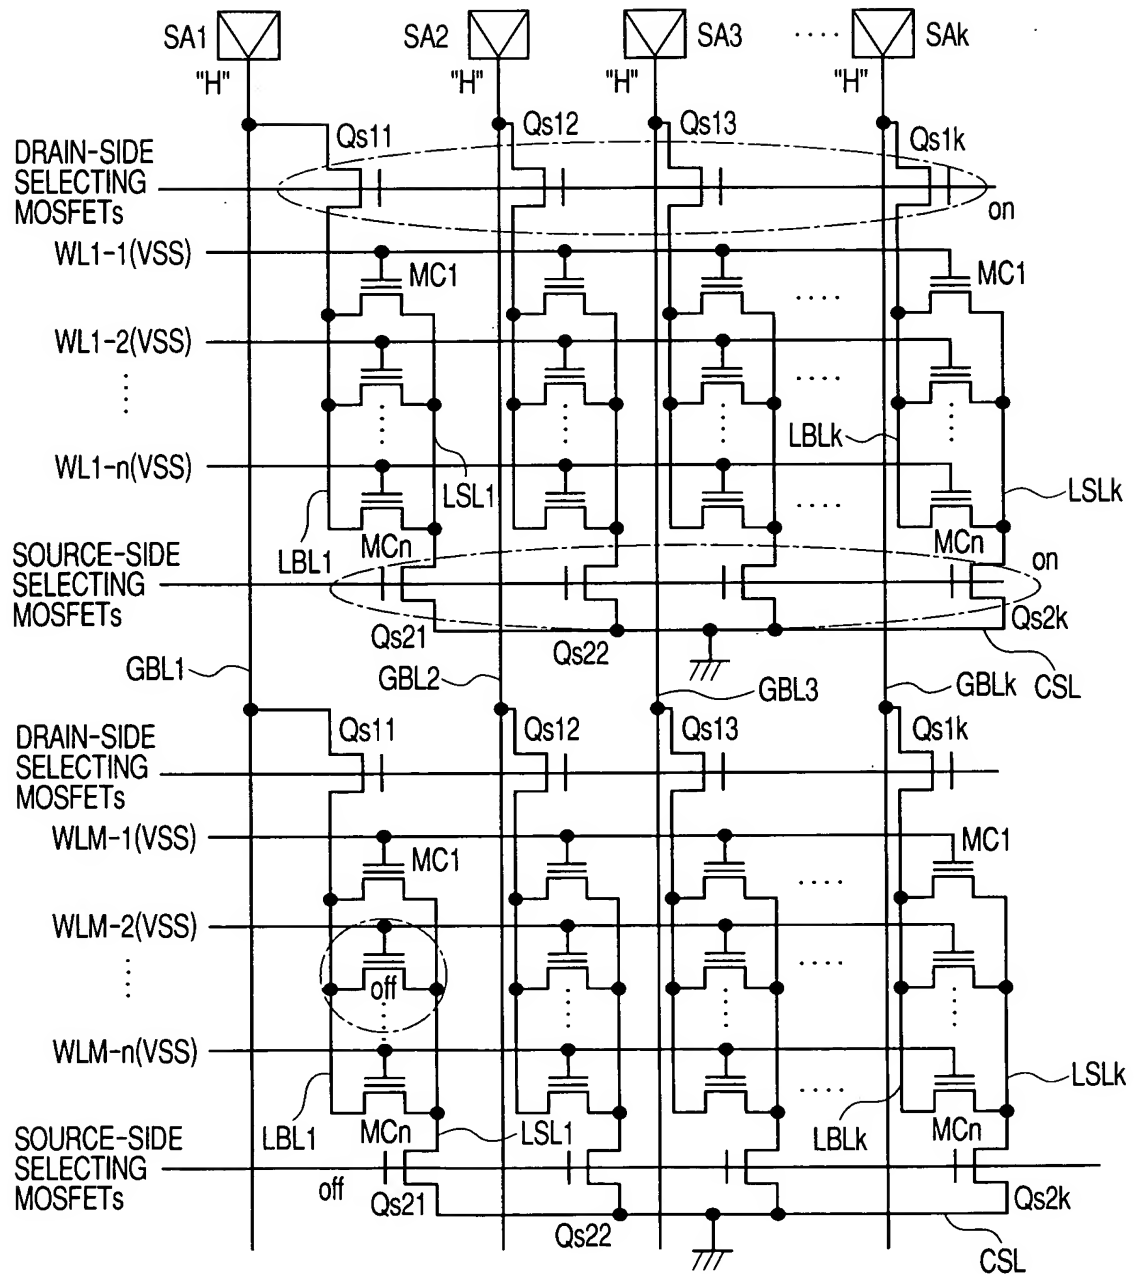 SA1 SA2 SA3 SAk
"H" "H" "H" "H"
Qs11 Qs12 Qs13 Qs1k
DRAIN-SIDE
SELECTING
MOSFETs
on
WL1-1(VSS)
MC1 MC1
WL1-2(VSS)
LBLk
WL1-n(VSS)
LSL1 LSLk
LBL1 MCn MCn
SOURCE-SIDE
SELECTING
MOSFETs
on
Qs21 Qs22 Qs2k
GBL1 GBL2 GBL3 GBLk CSL
Qs11 Qs12 Qs13 Qs1k
DRAIN-SIDE
SELECTING
MOSFETs
WLM-1(VSS)
MC1 MC1
WLM-2(VSS)
off
WLM-n(VSS)
LSLk
LBL1 MCn LSL1 LBLk MCn
SOURCE-SIDE
SELECTING
MOSFETs
off
Qs21 Qs22 Qs2k
CSL